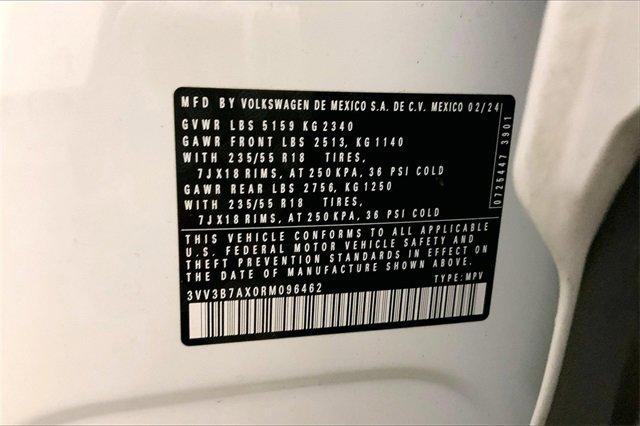 MFD BY VOLKSWAGEN DE MEXICO S.A. DE C.V. MEXICO 02/24
GVWR LBS 5159 KG 2340
GAWR FRONT LBS 2513, KG 1140
WITH 235/55 R18 TIRES,
7JX18 RIMS, AT 250 KPA, 36 PSI COLD
GAWR REAR LBS 2756, KG 1250
WITH 235/55 R18 TIRES,
7JX18 RIMS, AT 250 KPA, 36 PSI COLD
THIS VEHICLE CONFORMS TO ALL APPLICABLE
U.S. FEDERAL MOTOR VEHICLE SAFETY AND
THEFT PREVENTION STANDARDS IN EFFECT ON
THE DATE OF MANUFACTURE SHOWN ABOVE.
3VV3B7AX0RM096462 TYPE: MPV
0725447 3901